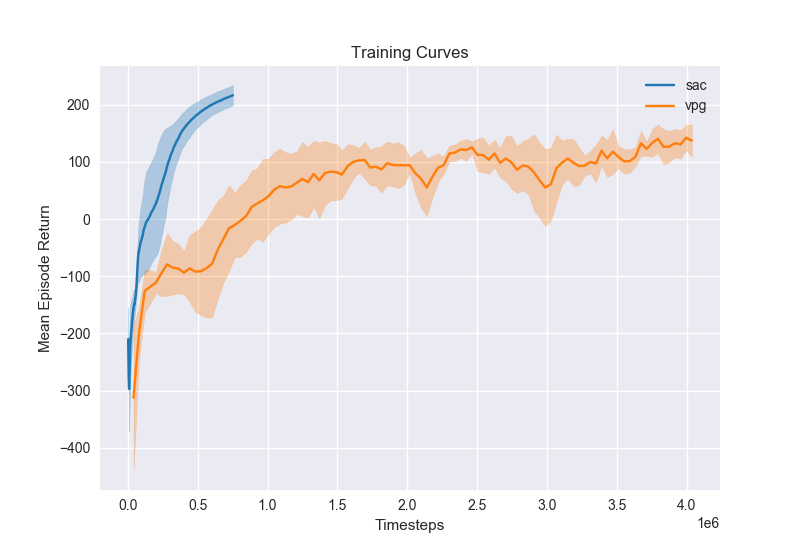 Training Curves
sac
vpg
200
100
0
−100
−200
−300
−400
Mean Episode Return
0.0 0.5 1.0 1.5 2.0 2.5 3.0 3.5 4.0
1e6
Timesteps